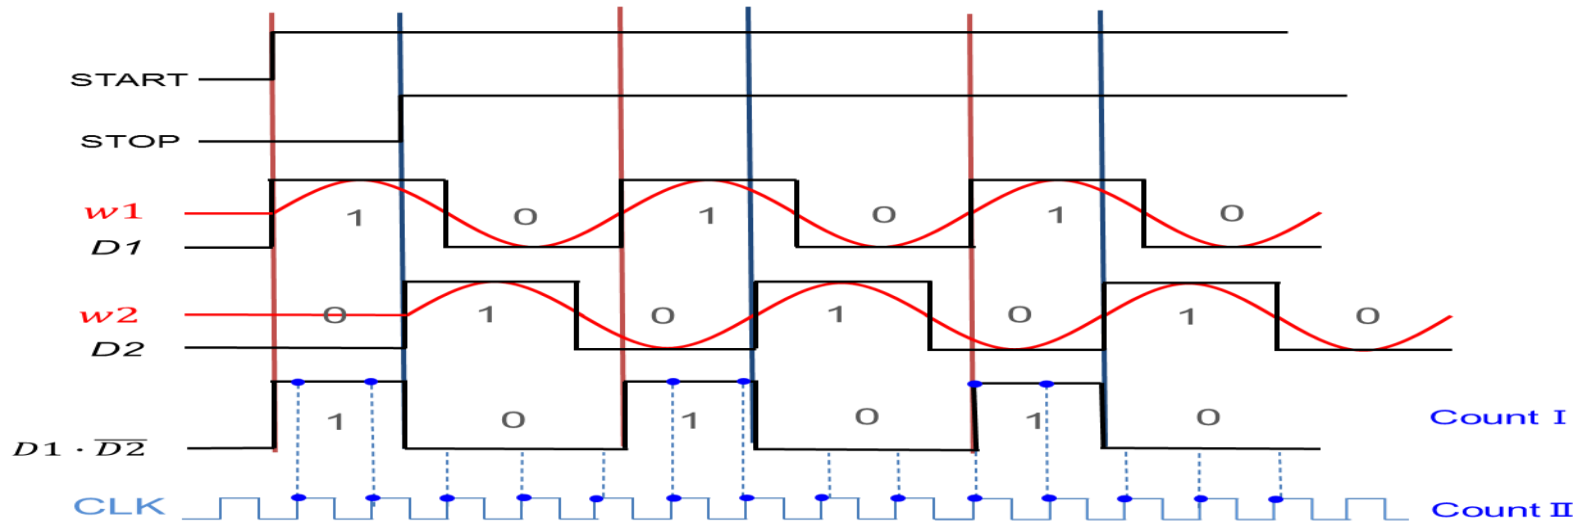 START
STOP
w1 1 0 1 0 1 0
D1
w2 0 1 0 1 0 1 0
D2
D1 · \overline{D2} 1 0 1 0 1 0 Count I
CLK Count II